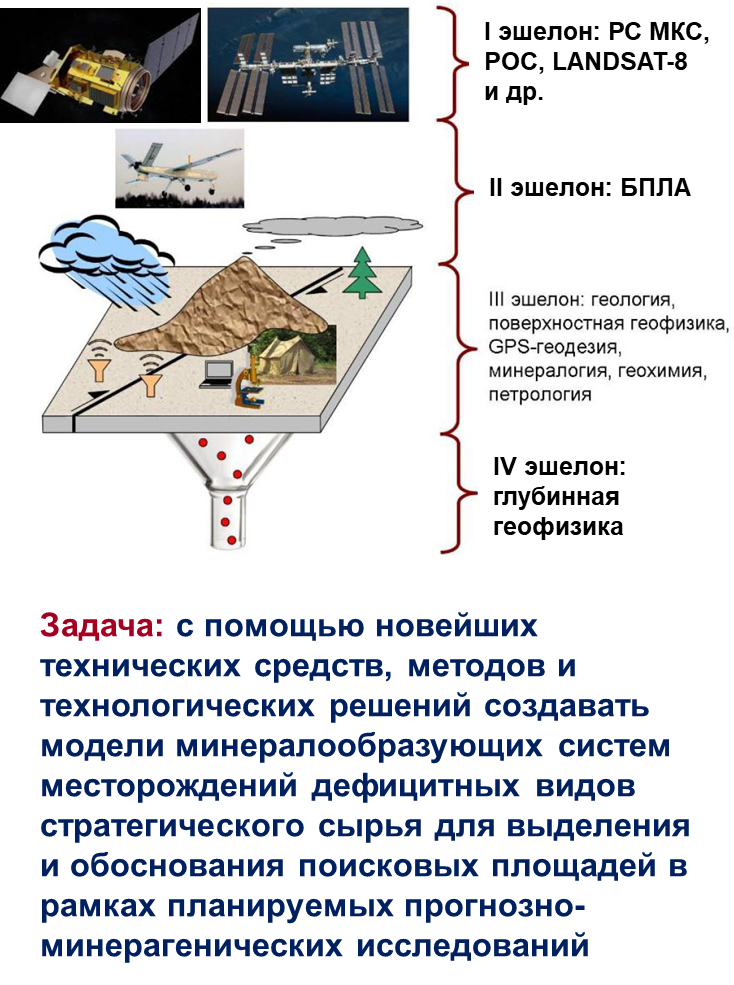 I эшелон: РС МКС,
РОС, LANDSAT-8
и др.
II эшелон: БПЛА
III эшелон: геология,
поверхностная геофизика,
GPS-геодезия,
минералогия, геохимия,
петрология
IV эшелон:
глубинная
геофизика
Задача: с помощью новейших
технических средств, методов и
технологических решений создавать
модели минералообразующих систем
месторождений дефицитных видов
стратегического сырья для выделения
и обоснования поисковых площадей в
рамках планируемых прогнозно-
минерагенических исследований